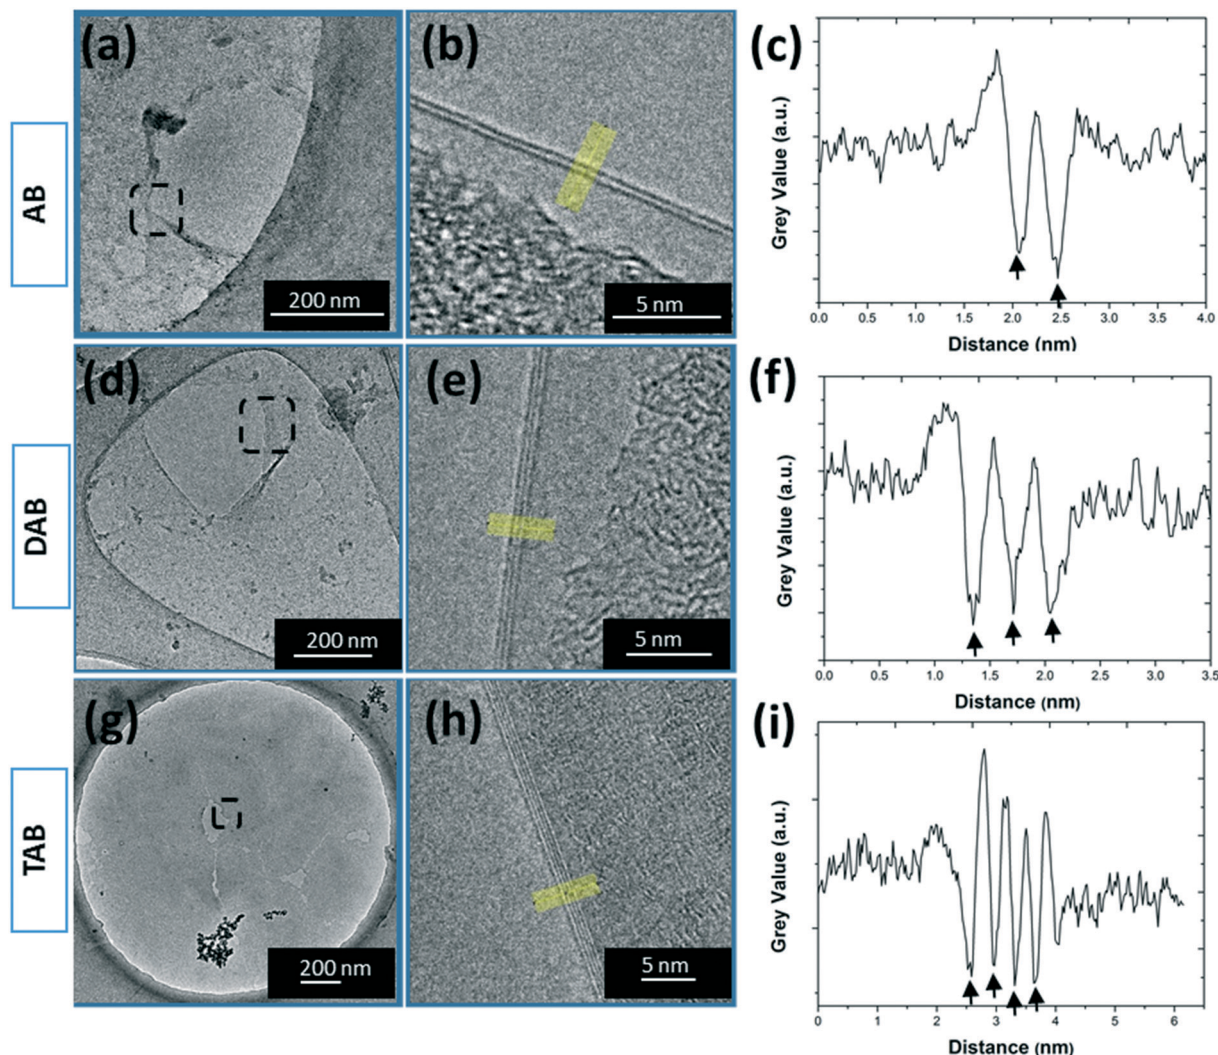 AB
(a)
200 nm
(b)
5 nm
(c)
Grey Value (a.u.)
0.0 0.5 1.0 1.5 2.0 2.5 3.0 3.5 4.0
Distance (nm)
DAB
(d)
200 nm
(e)
5 nm
(f)
Grey Value (a.u.)
0.0 0.5 1.0 1.5 2.0 2.5 3.0 3.5
Distance (nm)
TAB
(g)
200 nm
(h)
5 nm
(i)
Grey Value (a.u.)
0 1 2 3 4 5 6
Distance (nm)